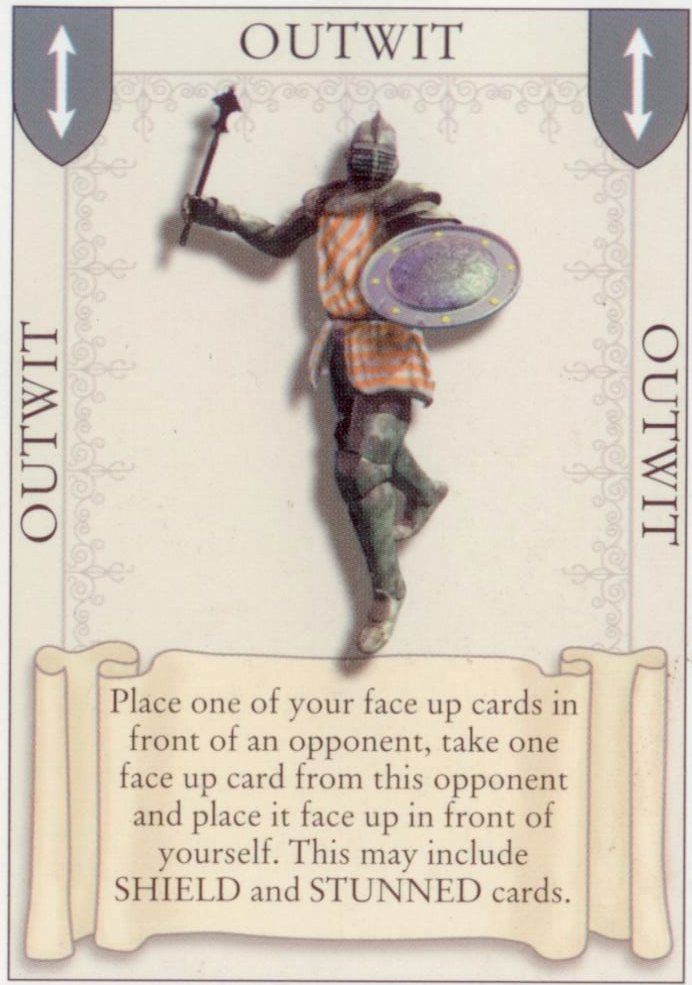 OUTWIT
OUTWIT
OUTWIT
Place one of your face up cards in
front of an opponent, take one
face up card from this opponent
and place it face up in front of
yourself. This may include
SHIELD and STUNNED cards.